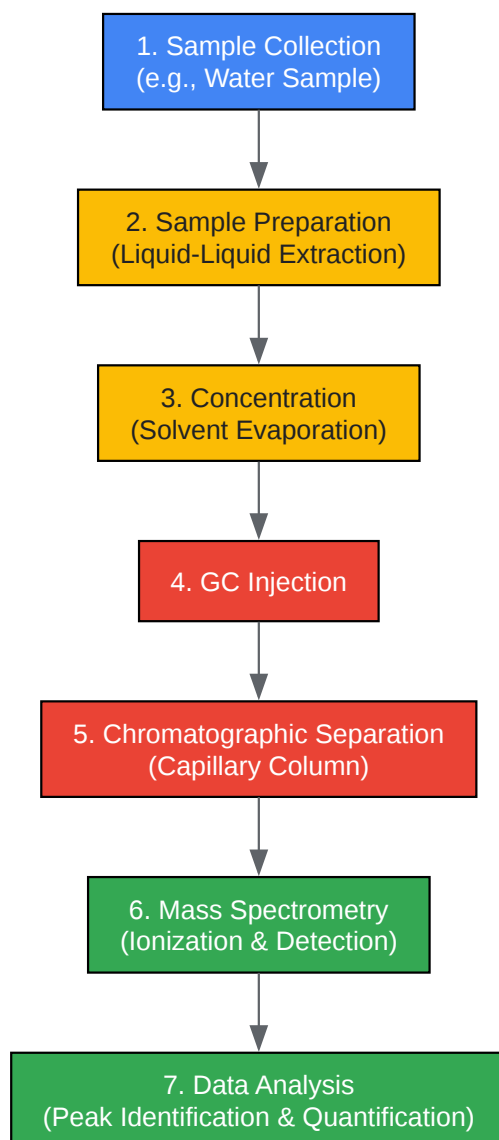 1. Sample Collection
(e.g., Water Sample)
2. Sample Preparation
(Liquid-Liquid Extraction)
3. Concentration
(Solvent Evaporation)
4. GC Injection
5. Chromatographic Separation
(Capillary Column)
6. Mass Spectrometry
(Ionization & Detection)
7. Data Analysis
(Peak Identification & Quantification)